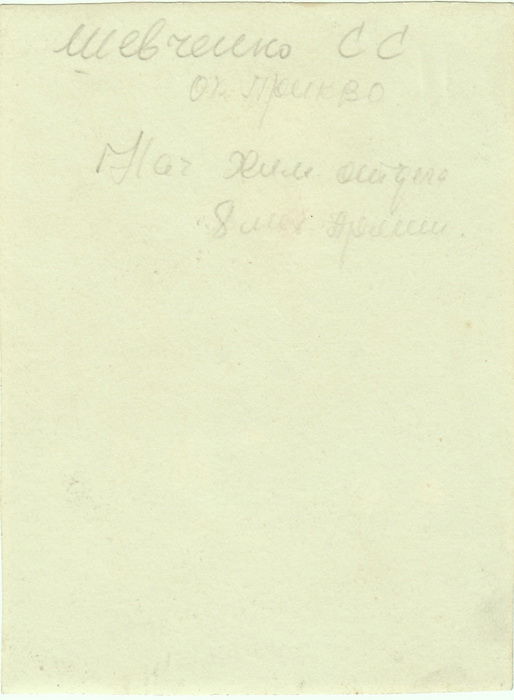 Шевченко С С
от ПриКВО
Нач Хим отдела
8 мех Армии.